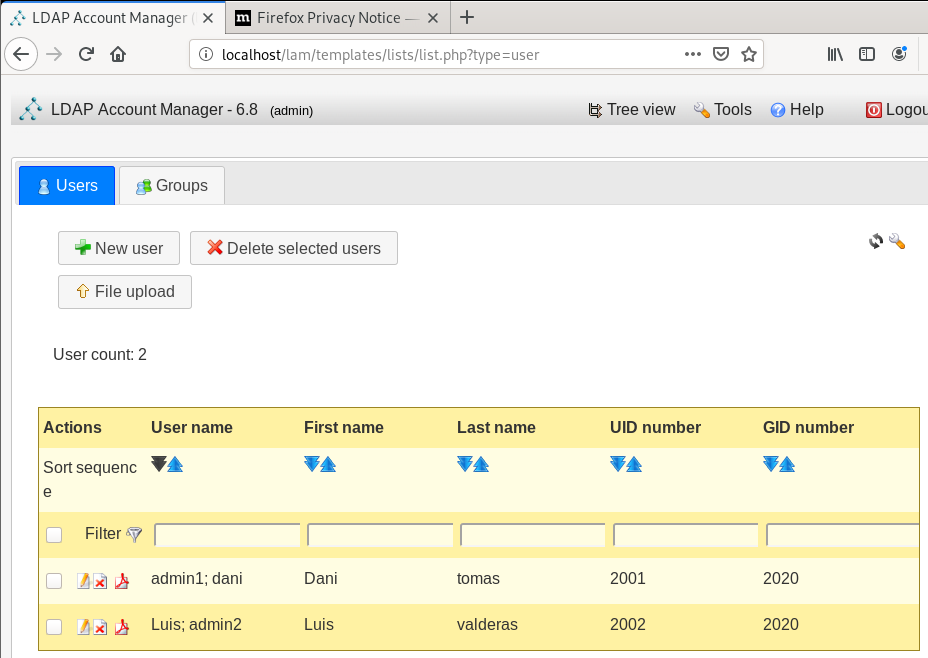 LDAP Account Manager (
Firefox Privacy Notice —
localhost/lam/templates/lists/list.php?type=user
LDAP Account Manager - 6.8 (admin)
Tree view Tools Help Logou
Users Groups
New user Delete selected users
File upload
User count: 2
Actions User name First name Last name UID number GID number
Sort sequenc
e
Filter
admin1; dani Dani tomas 2001 2020
Luis; admin2 Luis valderas 2002 2020